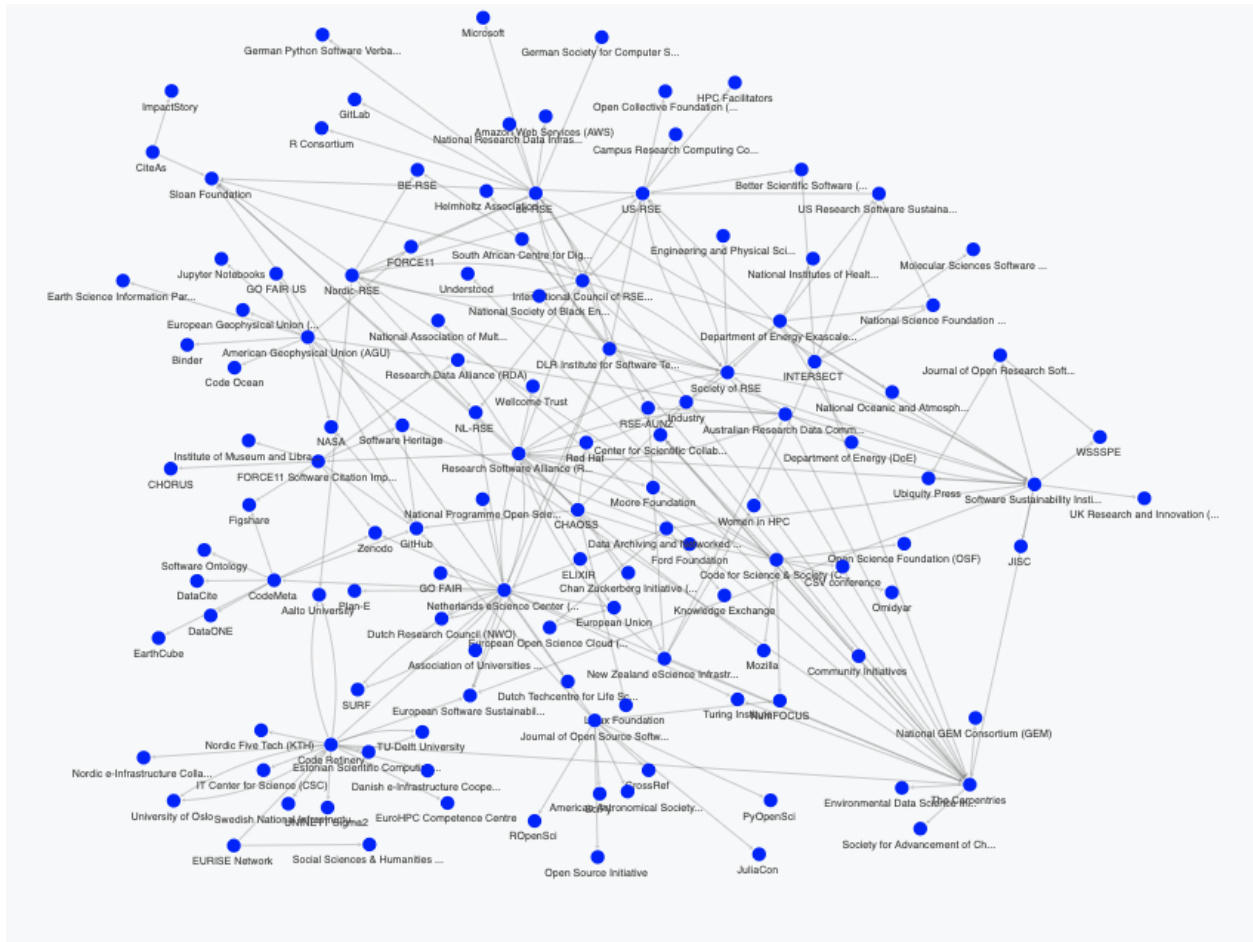 Microsoft
German Python Software Verba...
German Society for Computer S...
ImpactStory
GitLab
Open Collective Foundation (...
HPC Facilitators
R Consortium
Amazon Web Services (AWS)
National Research Data Infras...
Campus Research Computing Co...
CiteAs
Sloan Foundation
BE-RSE
Helmholtz Association
de-RSE
US-RSE
Better Scientific Software (...
US Research Software Sustaina...
FORCE11
South African Centre for Dig...
Engineering and Physical Sci...
Jupyter Notebooks
GO FAIR US
Nordic-RSE
Understood
International Council of RSE...
National Institutes of Healt...
Molecular Sciences Software ...
Earth Science Information Par...
National Society of Black En...
European Geophysical Union (...
National Association of Mult...
Department of Energy Exascale...
National Science Foundation ...
Binder
American Geophysical Union (AGU)
Code Ocean
Research Data Alliance (RDA)
DLR Institute for Software Te...
Society of RSE
INTERSECT
Journal of Open Research Soft...
Wellcome Trust
National Oceanic and Atmosph...
NASA
Software Heritage
NL-RSE
RSE-AUNZ
Industry
Australian Research Data Comm...
Institute of Museum and Libra...
Red Hat
Center for Scientific Collab...
Department of Energy (DoE)
WSSSPE
CHORUS
FORCE11 Software Citation Imp...
Research Software Alliance (R...
Figshare
National Programme Open Scie...
Moore Foundation
Ubiquity Press
Software Sustainability Insti...
UK Research and Innovation (...
CHAOSS
Women in HPC
Zenodo
GitHub
Data Archiving and Networked ...
Ford Foundation
Open Science Foundation (OSF)
JISC
Software Ontology
ELIXIR
Code for Science & Society (C...
CSV conference
DataCite
CodeMeta
GO FAIR
Chan Zuckerberg Initiative (...
Aalto University
Plan-E
Netherlands eScience Center (...
Knowledge Exchange
Omidyar
DataONE
Dutch Research Council (NWO)
European Union
European Open Science Cloud (...
EarthCube
Association of Universities ...
New Zealand eScience Infrastr...
Mozilla
Community Initiatives
SURF
European Software Sustainabil...
Dutch Techcentre for Life Sc...
Turing Institute
NumFOCUS
Linux Foundation
Journal of Open Source Softw...
National GEM Consortium (GEM)
Nordic Five Tech (KTH)
TU-Delft University
Code Refinery
Estonian Scientific Computin...
Nordic e-Infrastructure Colla...
IT Center for Science (CSC)
Danish e-Infrastructure Coope...
CrossRef
Environmental Data Science In...
The Carpentries
University of Oslo
Swedish National Infrastructu...
UNINETT Sigma2
EuroHPC Competence Centre
American Astronomical Society...
SciPy
PyOpenSci
ROpenSci
Society for Advancement of Ch...
EURISE Network
Social Sciences & Humanities ...
Open Source Initiative
JuliaCon